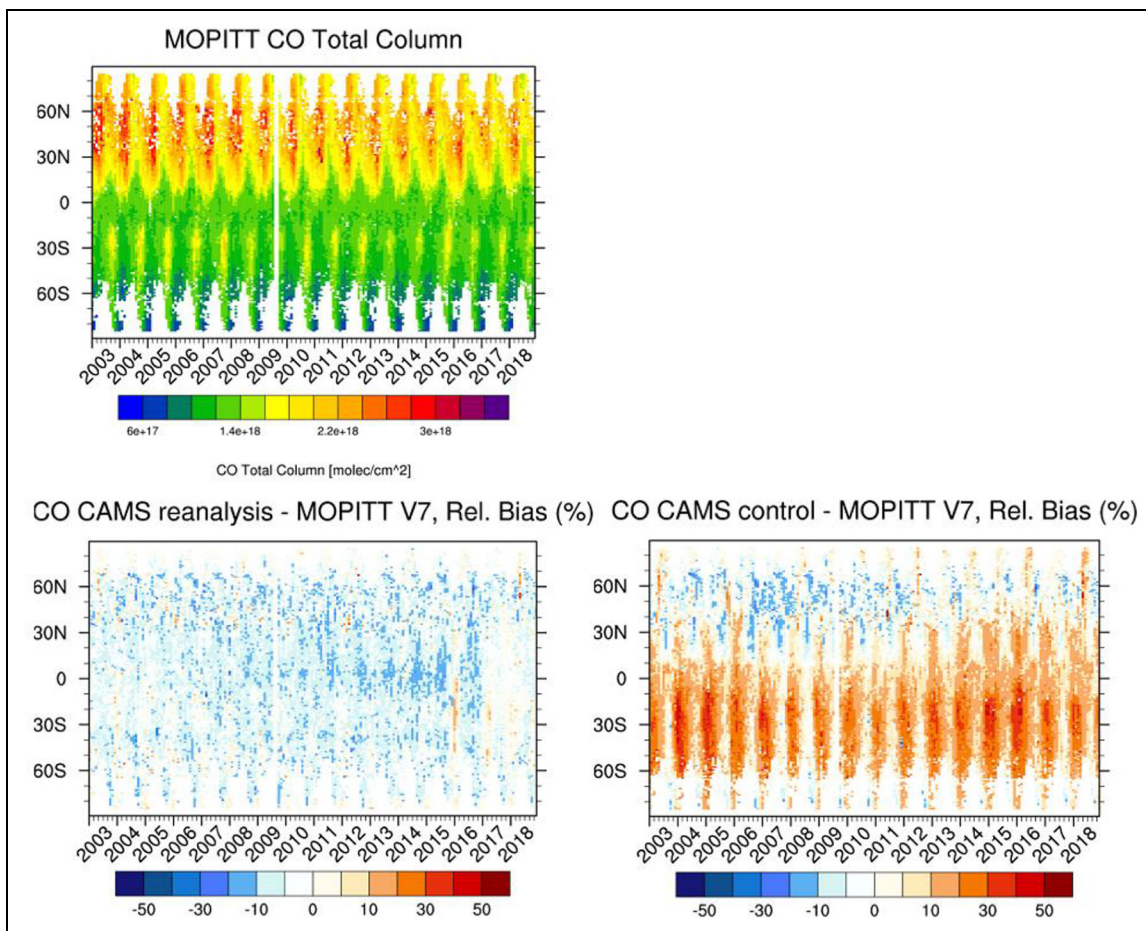 MOPITT CO Total Column
60N
30N
0
30S
60S
2003 2004 2005 2006 2007 2008 2009 2010 2011 2012 2013 2014 2015 2016 2017 2018
6e+17 1.4e+18 2.2e+18 3e+18
CO Total Column [molec/cm^2]
CO CAMS reanalysis - MOPITT V7, Rel. Bias (%)
60N
30N
0
30S
60S
2003 2004 2005 2006 2007 2008 2009 2010 2011 2012 2013 2014 2015 2016 2017 2018
-50 -30 -10 0 10 30 50
CO CAMS control - MOPITT V7, Rel. Bias (%)
60N
30N
0
30S
60S
2003 2004 2005 2006 2007 2008 2009 2010 2011 2012 2013 2014 2015 2016 2017 2018
-50 -30 -10 0 10 30 50